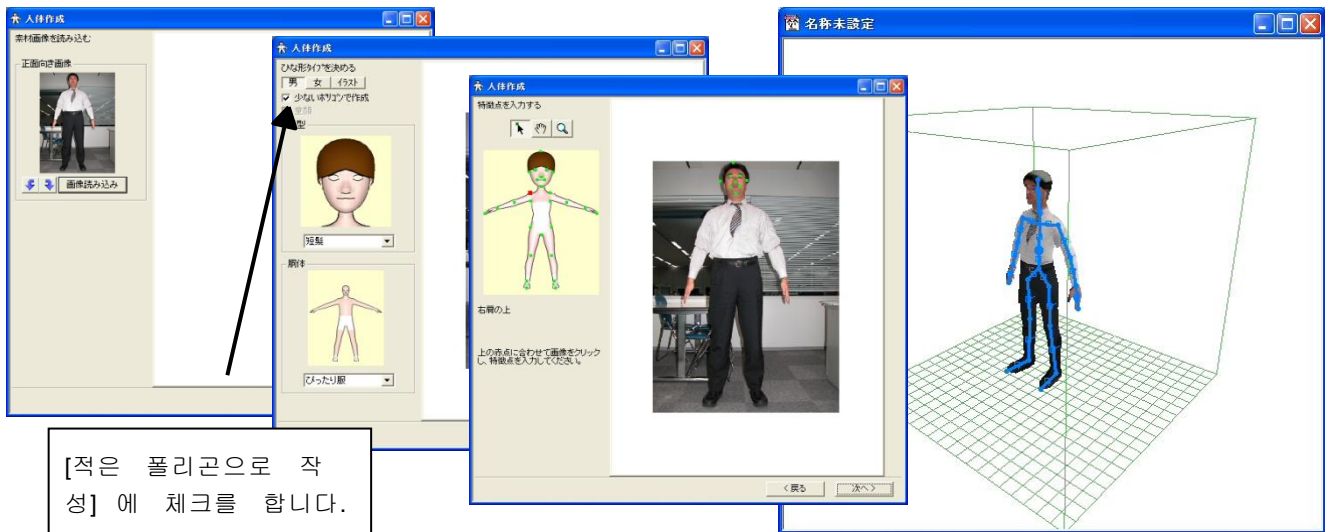 人体作成
素材画像を読み込む
正面向き画像
画像読み込み
人体作成
ひな形タイプを決める
男 女 イラスト
少ないポリゴンで作成
型
短髪
胴体
ぴったり服
人体作成
特徴点を入力する
右肩の上
上の赤点に合わせて画像をクリック
し、特徴点を入力してください。
<戻る 次へ>
名称未設定
[적은 폴리곤으로 작
성] 에 체크를 합니다.